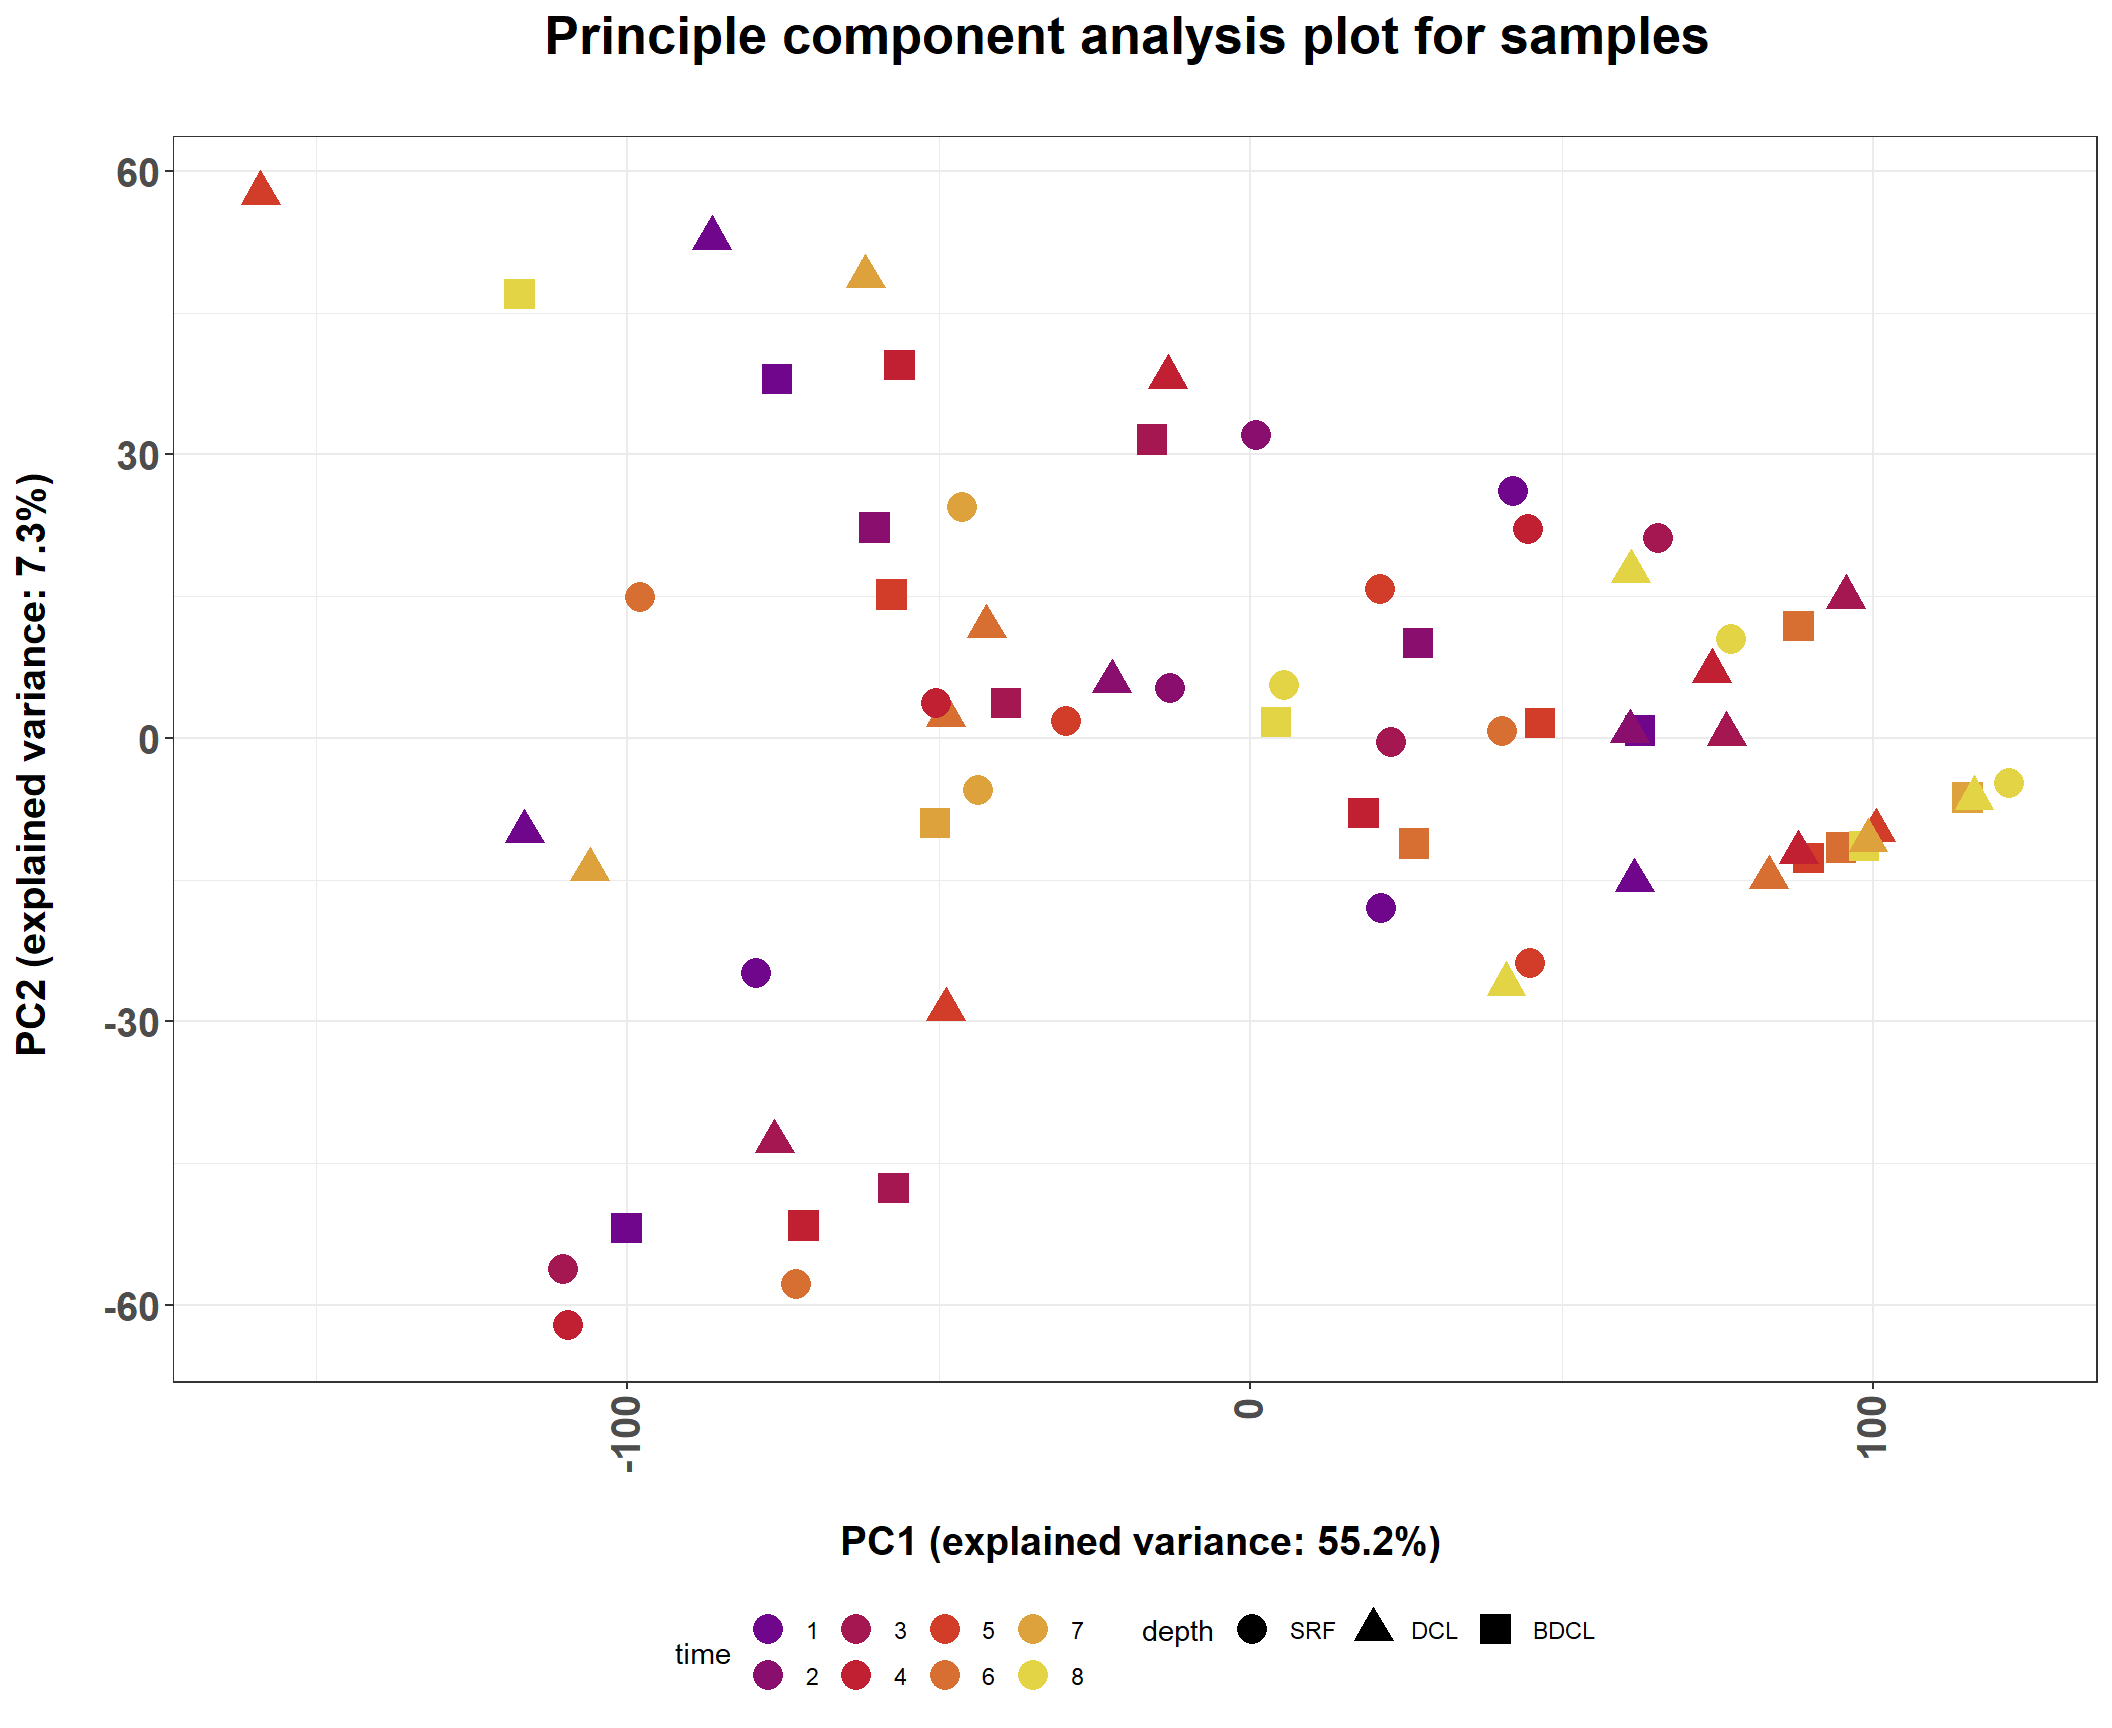 Principle component analysis plot for samples
PC2 (explained variance: 7.3%)
60
30
0
-30
-60
-100
0
100
PC1 (explained variance: 55.2%)
time
1
3
5
7
2
4
6
8
depth
SRF
DCL
BDCL